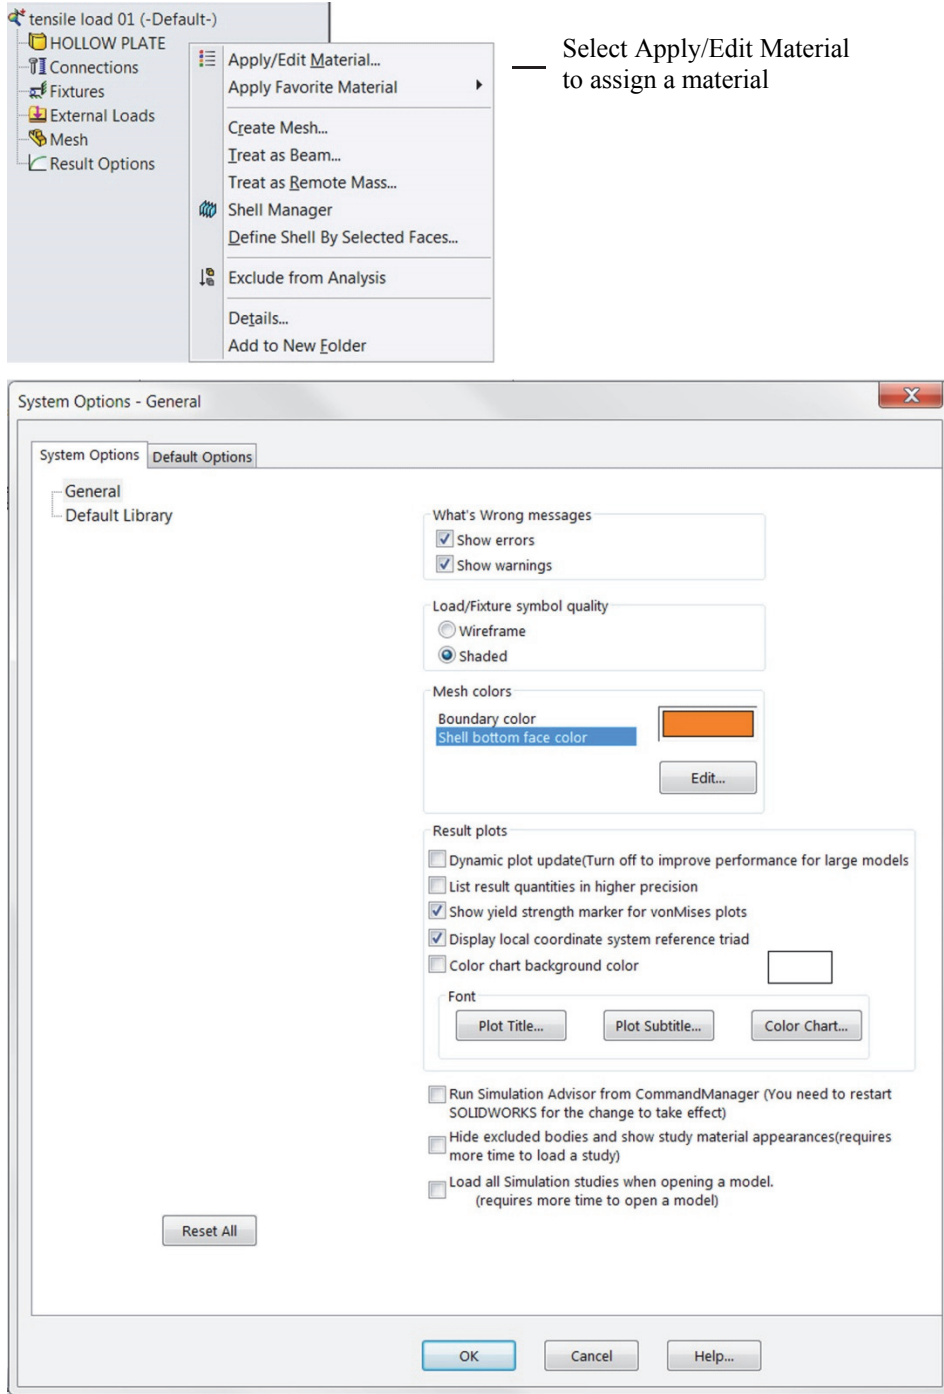 tensile load 01 (-Default-)
HOLLOW PLATE
Connections
Fixtures
External Loads
Mesh
Result Options
Apply/Edit Material...
Apply Favorite Material
Create Mesh...
Treat as Beam...
Treat as Remote Mass...
Shell Manager
Define Shell By Selected Faces...
Exclude from Analysis
Details...
Add to New Folder
Select Apply/Edit Material
to assign a material
System Options - General
System Options
Default Options
General
Default Library
What's Wrong messages
Show errors
Show warnings
Load/Fixture symbol quality
Wireframe
Shaded
Mesh colors
Boundary color
Shell bottom face color
Edit...
Result plots
Dynamic plot update(Turn off to improve performance for large models
List result quantities in higher precision
Show yield strength marker for vonMises plots
Display local coordinate system reference triad
Color chart background color
Font
Plot Title...
Plot Subtitle...
Color Chart...
Run Simulation Advisor from CommandManager (You need to restart
SOLIDWORKS for the change to take effect)
Hide excluded bodies and show study material appearances(requires
more time to load a study)
Load all Simulation studies when opening a model.
(requires more time to open a model)
Reset All
OK
Cancel
Help...